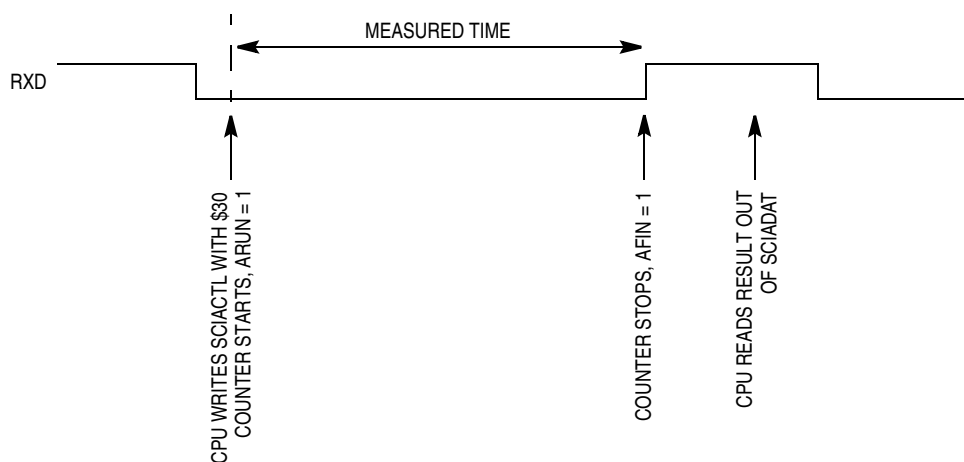 MEASURED TIME
RXD
CPU WRITES SCIACTL WITH $30
COUNTER STARTS, ARUN = 1
COUNTER STOPS, AFIN = 1
CPU READS RESULT OUT
OF SCIADAT